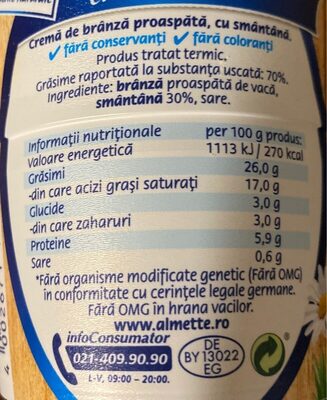 Cremă de brânză proaspătă, cu smântână.
✓ fără conservanți ✓ fără coloranți
Produs tratat termic.
Grăsime raportată la substanța uscată: 70%.
Ingrediente: brânză proaspătă de vacă,
smântână 30%, sare.
Informații nutriționale per 100 g produs:
Valoare energetică 1113 kJ / 270 kcal
Grăsimi 26,0 g
-din care acizi grași saturați 17,0 g
Glucide 3,0 g
-din care zaharuri 3,0 g
Proteine 5,9 g
Sare 0,6 g
*Fără organisme modificate genetic (Fără OMG)
în conformitate cu cerințele legale germane.
Fără OMG în hrana vacilor.
www.almette.ro
infoConsumator
021-409.90.90
L-V, 09:00 – 20:00.
DE
BY 13022
EG